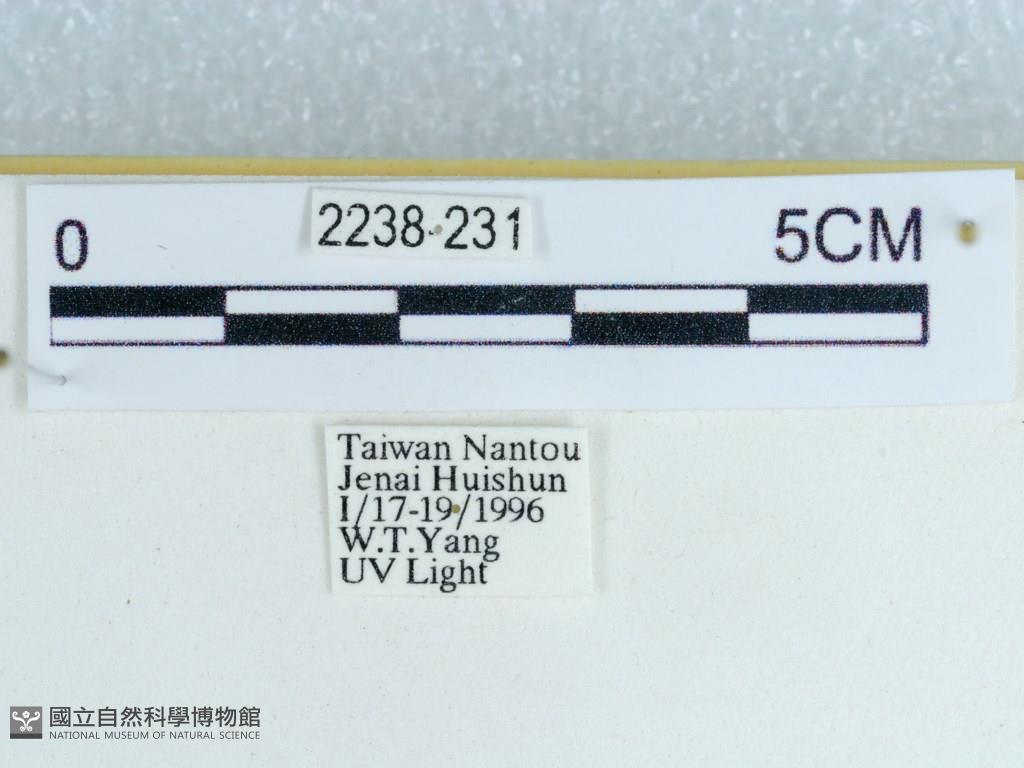 2238-231
0
5CM
Taiwan Nantou
Jenai Huishun
I/17-19/1996
W.T.Yang
UV Light
國立自然科學博物館
NATIONAL MUSEUM OF NATURAL SCIENCE